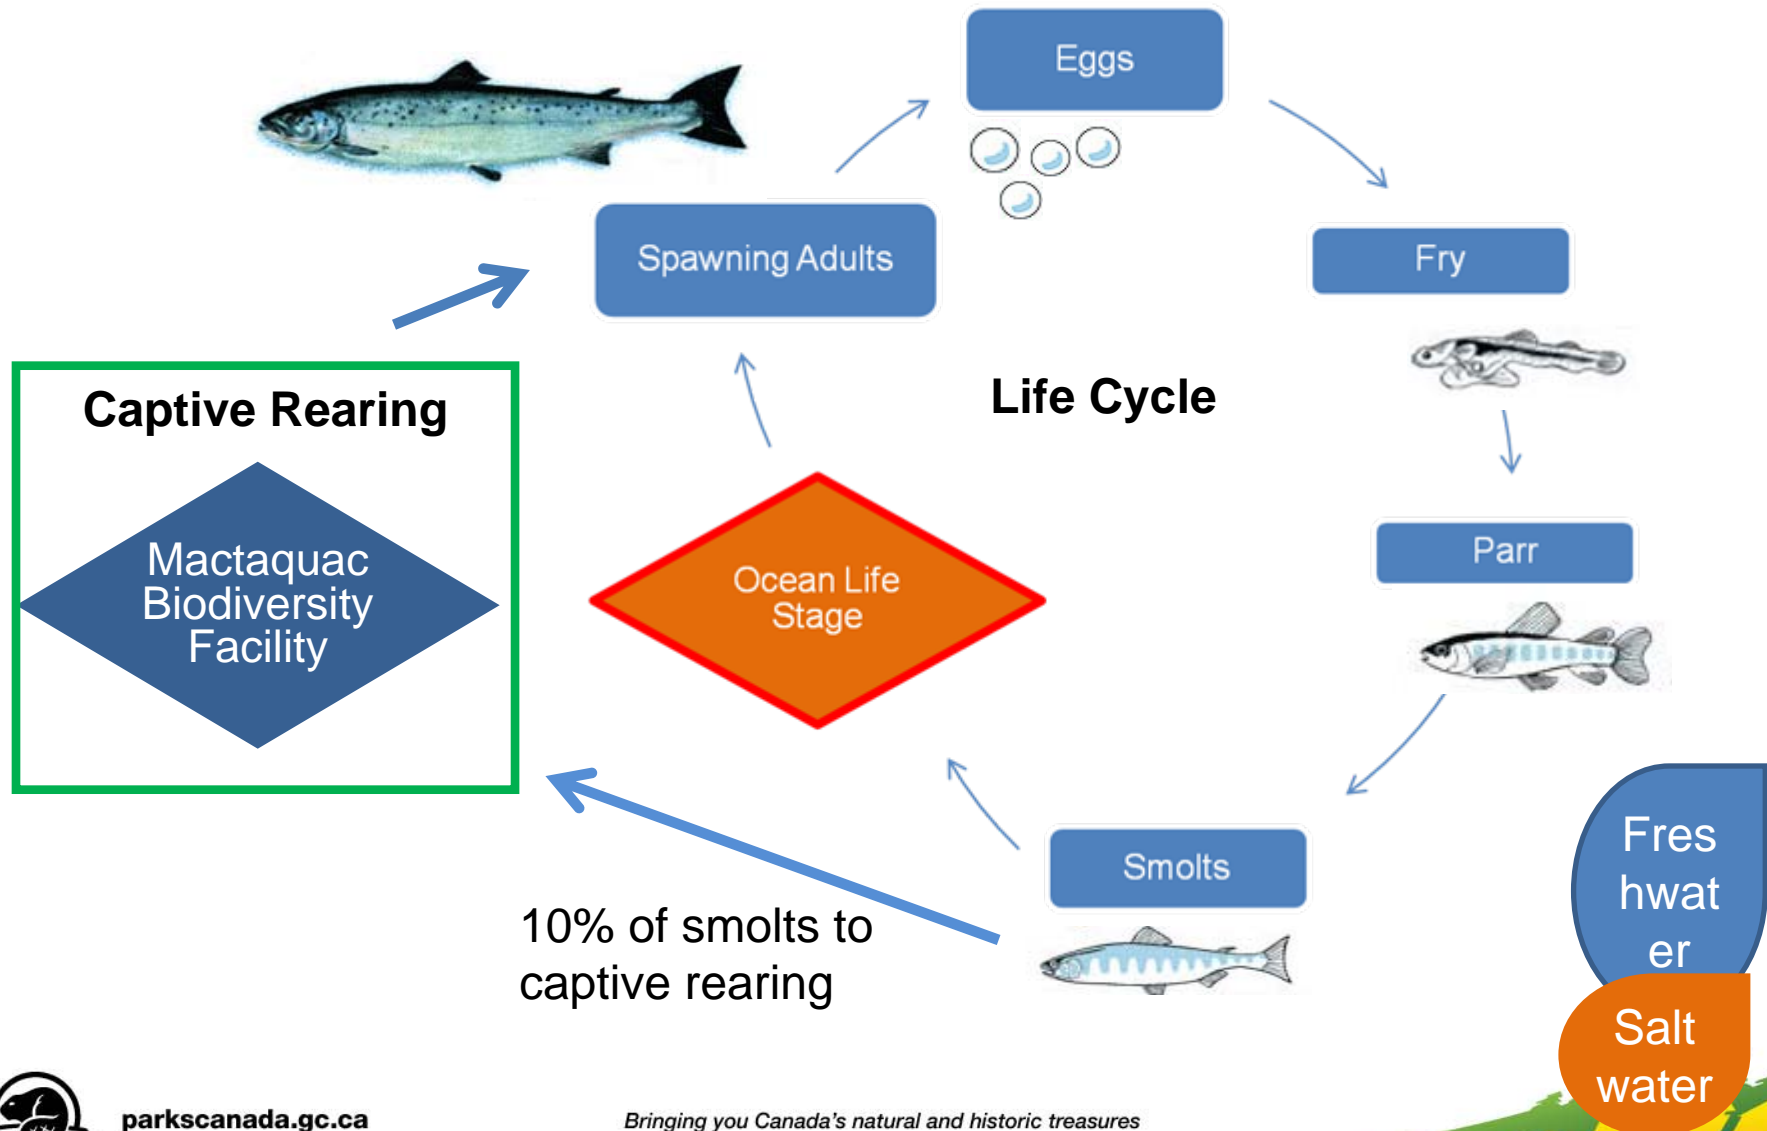 Eggs
Spawning Adults
Fry
Captive Rearing
Life Cycle
Mactaquac
Biodiversity
Facility
Ocean Life
Stage
Parr
Smolts
10% of smolts to
captive rearing
Fres
hwat
er
Salt
water
parkscanada.gc.ca
Bringing you Canada's natural and historic treasures